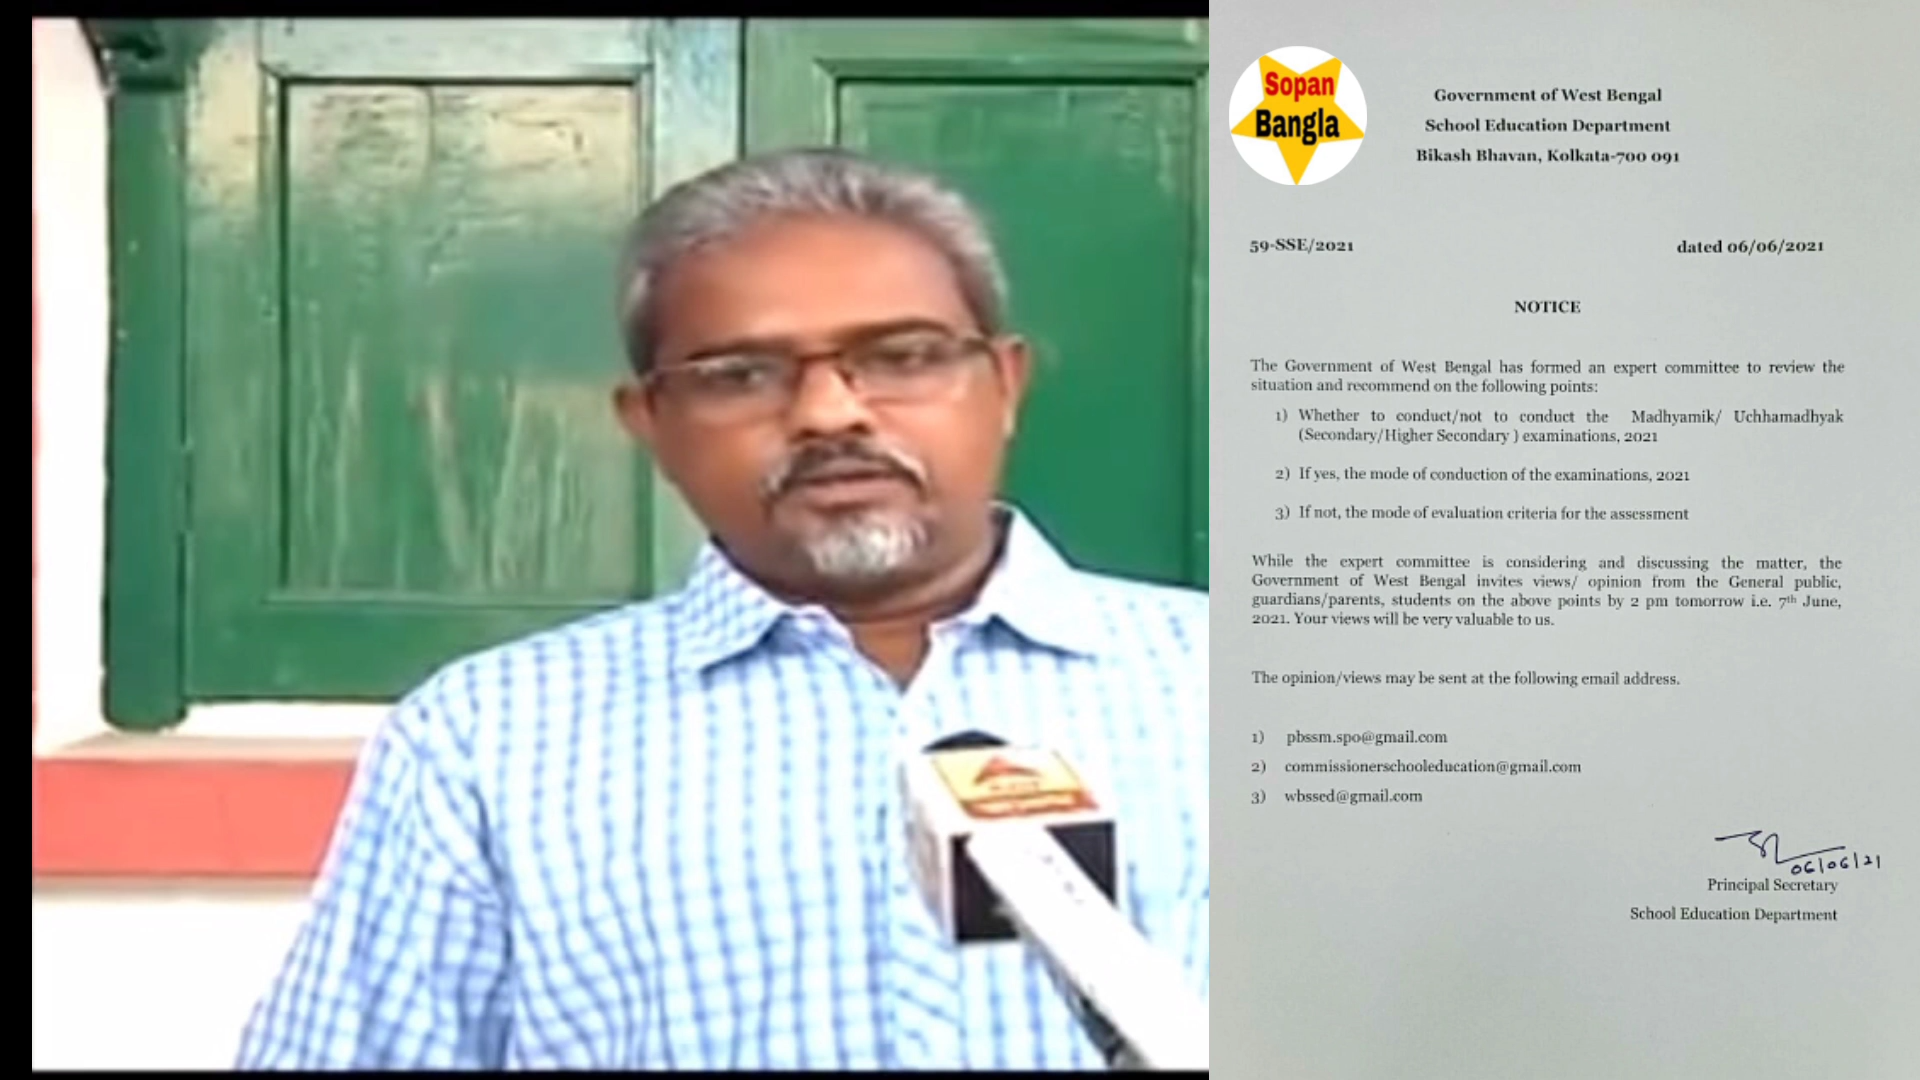 Sopan
Bangla
Government of West Bengal
School Education Department
Bikash Bhavan, Kolkata-700 091
59-SSE/2021
dated 06/06/2021
NOTICE
The Government of West Bengal has formed an expert committee to review the
situation and recommend on the following points:
1) Whether to conduct/not to conduct the Madhyamik/ Uchhamadhyak
(Secondary/Higher Secondary ) examinations, 2021
2) If yes, the mode of conduction of the examinations, 2021
3) If not, the mode of evaluation criteria for the assessment
While the expert committee is considering and discussing the matter, the
Government of West Bengal invites views/ opinion from the General public,
guardians/parents, students on the above points by 2 pm tomorrow i.e. 7th June,
2021. Your views will be very valuable to us.
The opinion/views may be sent at the following email address.
1) pbssm.spo@gmail.com
2) commissionerschooleducation@gmail.com
3) wbssed@gmail.com
06/06/21
Principal Secretary
School Education Department